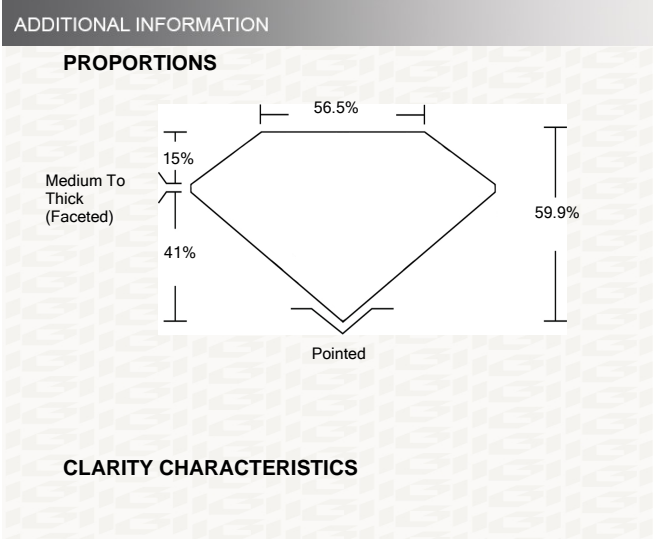 ADDITIONAL INFORMATION
PROPORTIONS
56.5%
15%
Medium To
Thick
(Faceted)
59.9%
41%
Pointed
CLARITY CHARACTERISTICS